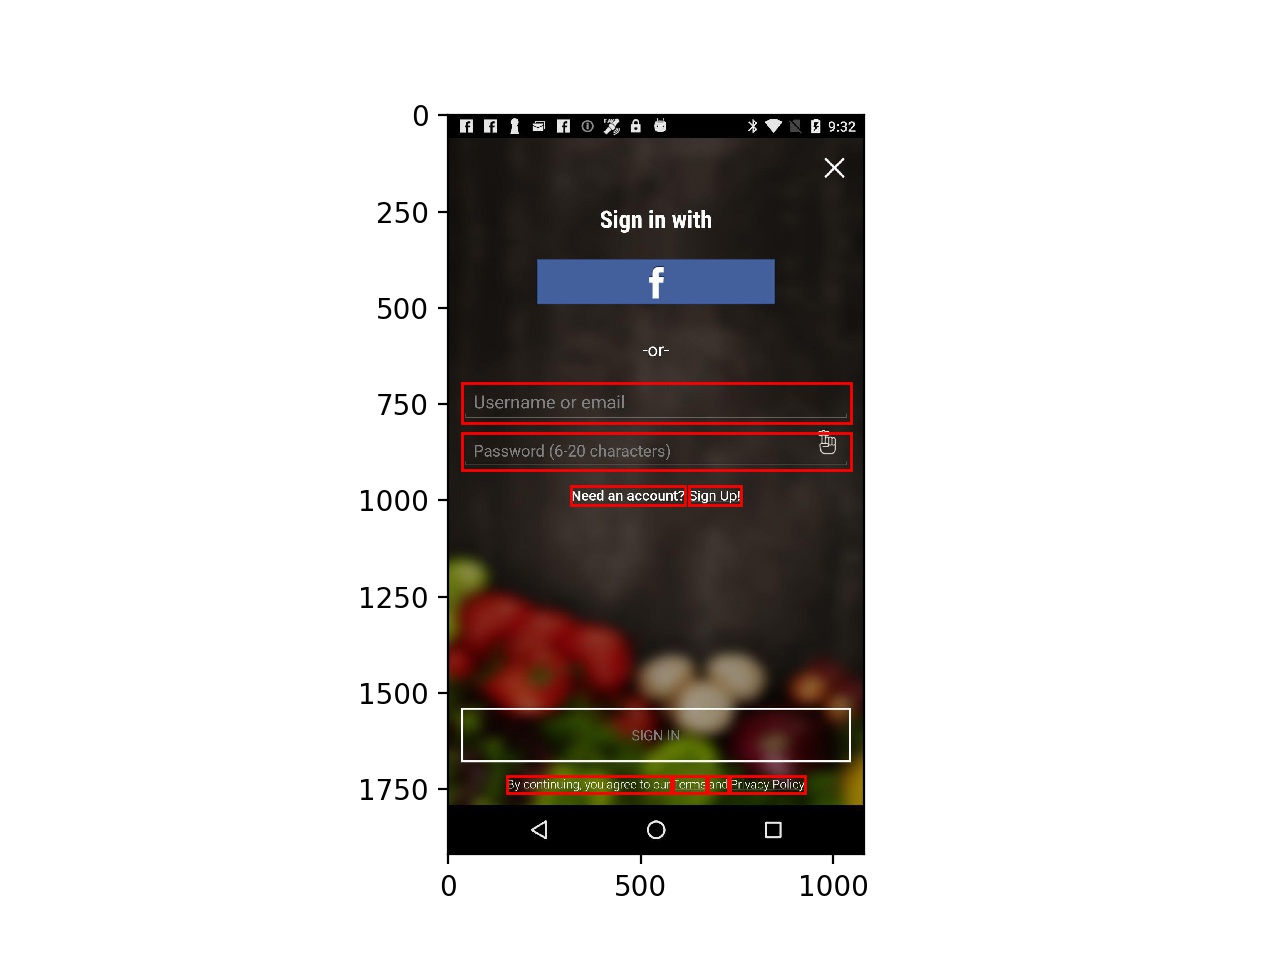 0
250
500
750
1000
1250
1500
1750
9:32
Sign in with
f
-or-
Username or email
Password (6-20 characters)
Need an account? Sign Up!
SIGN IN
By continuing, you agree to our Terms and Privacy Policy
0 500 1000